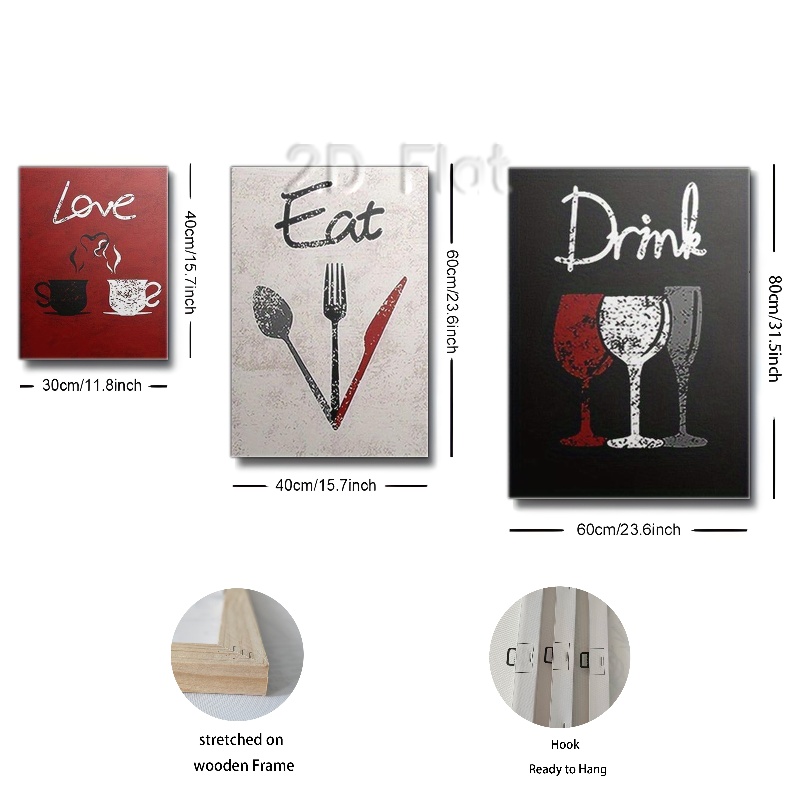 2D Flat
Love
Eat
Drink
40cm/15.7inch
60cm/23.6inch
80cm/31.5inch
30cm/11.8inch
40cm/15.7inch
60cm/23.6inch
stretched on
wooden Frame
Hook
Ready to Hang